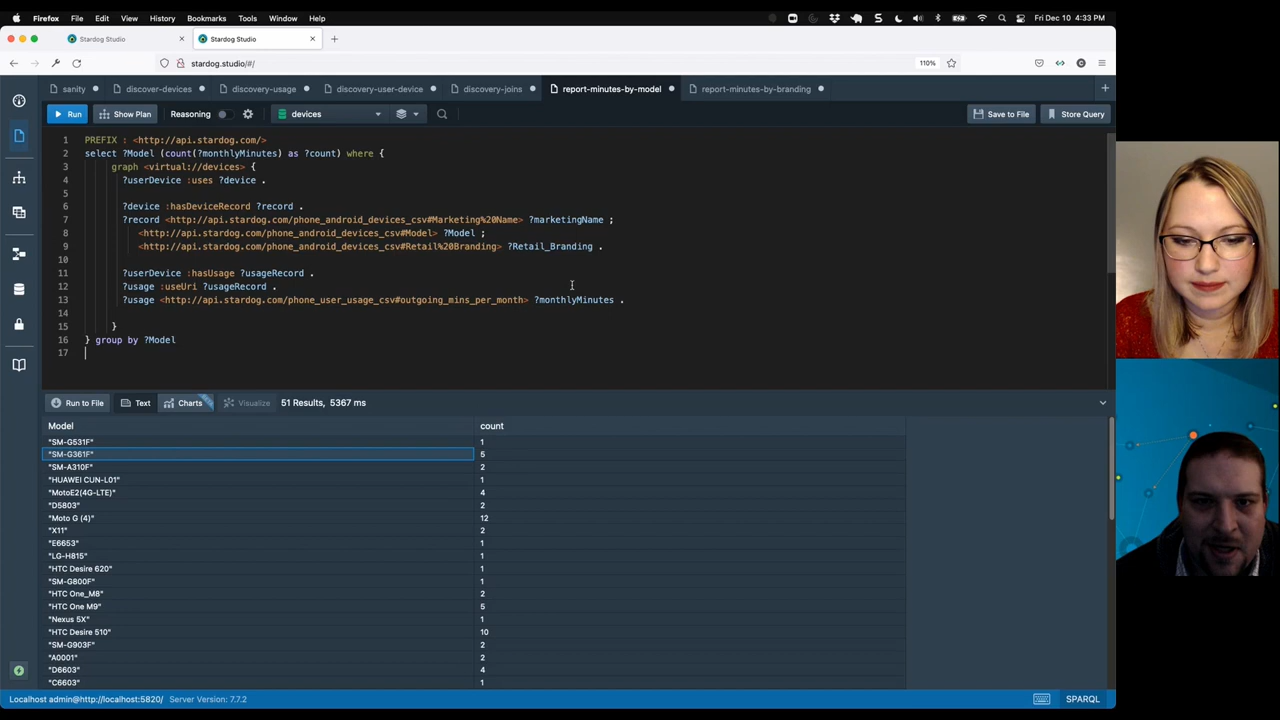 Firefox File Edit View History Bookmarks Tools Window Help Fri Dec 10 4:33 PM
Stardog Studio Stardog Studio
stardog.studio/#/ 110%
sanity discover-devices discovery-usage discovery-user-device discovery-joins report-minutes-by-model report-minutes-by-branding
Run Show Plan Reasoning devices Save to File Store Query
1 PREFIX : <http://api.stardog.com/>
2 select ?Model (count(?monthlyMinutes) as ?count) where {
3 graph <virtual://devices> {
4 ?userDevice :uses ?device .
5
6 ?device :hasDeviceRecord ?record .
7 ?record <http://api.stardog.com/phone_android_devices_csv#Marketing%20Name> ?marketingName ;
8 <http://api.stardog.com/phone_android_devices_csv#Model> ?Model ;
9 <http://api.stardog.com/phone_android_devices_csv#Retail%20Branding> ?Retail_Branding .
10
11 ?userDevice :hasUsage ?usageRecord .
12 ?usage :useUri ?usageRecord .
13 ?usage <http://api.stardog.com/phone_user_usage_csv#outgoing_mins_per_month> ?monthlyMinutes .
14
15 }
16 } group by ?Model
17
Run to File Text Charts Visualize 51 Results, 5367 ms
Model count
"SM-G531F" 1
"SM-G361F" 5
"SM-A310F" 2
"HUAWEI CUN-L01" 1
"MotoE2(4G-LTE)" 4
"D5803" 2
"Moto G (4)" 12
"X11" 2
"E6653" 1
"LG-H815" 1
"HTC Desire 620" 1
"SM-G800F" 1
"HTC One_M8" 2
"HTC One M9" 5
"Nexus 5X" 1
"HTC Desire 510" 10
"SM-G903F" 2
"A0001" 2
"D6603" 4
"C6603" 1
Localhost admin@http://localhost:5820/ Server Version: 7.7.2 SPARQL